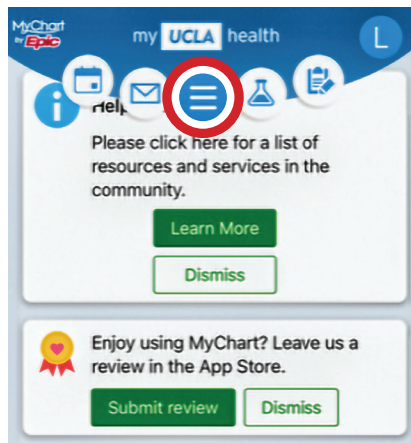 MyChart
by Epic
my UCLA health
L
Please click here for a list of
resources and services in the
community.
Learn More
Dismiss
Enjoy using MyChart? Leave us a
review in the App Store.
Submit review
Dismiss